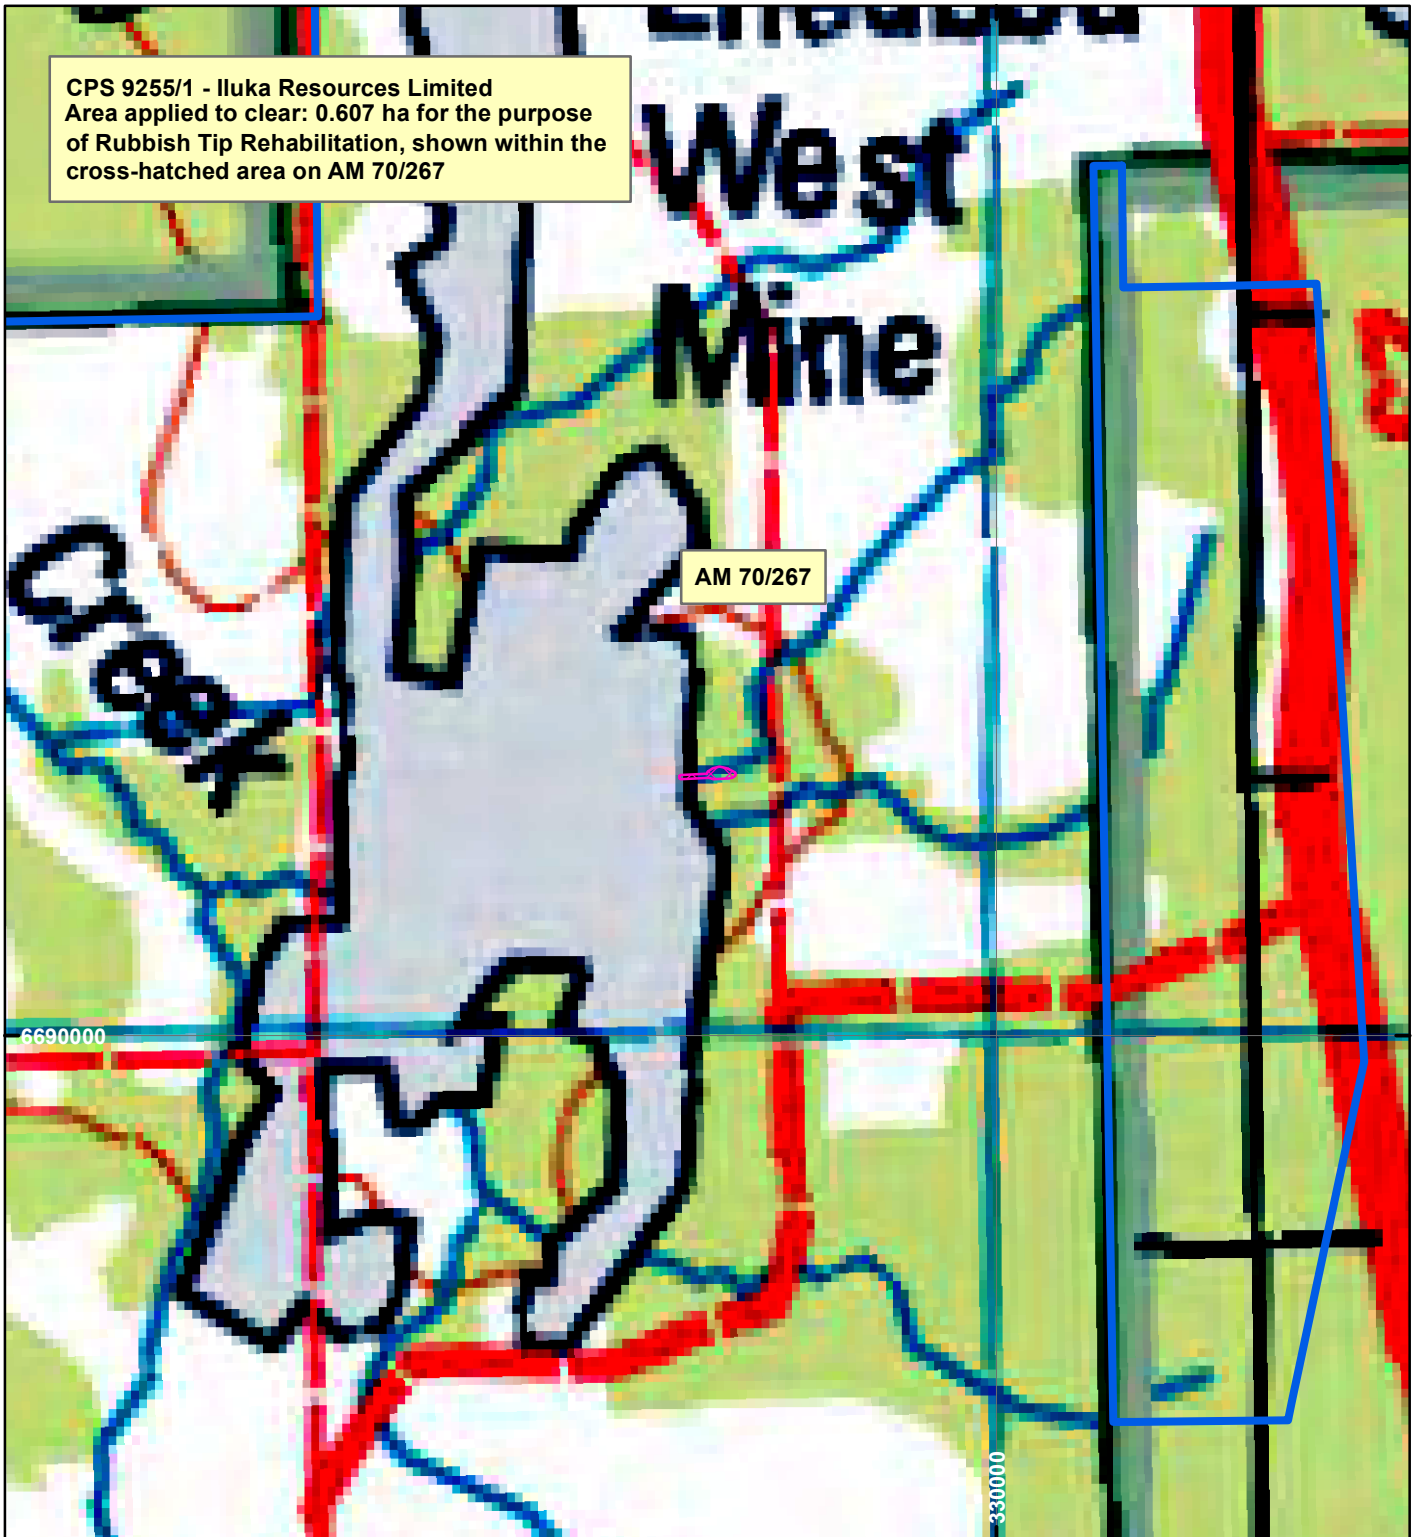 CPS 9255/1 - Iluka Resources Limited
Area applied to clear: 0.607 ha for the purpose
of Rubbish Tip Rehabilitation, shown within the
cross-hatched area on AM 70/267
West
Mine
AM 70/267
Creek
6690000
330000